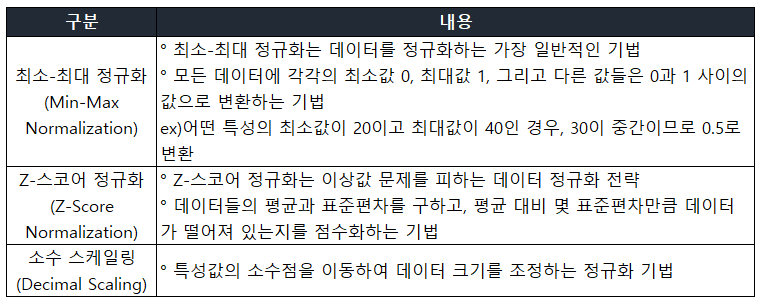 구분 내용
최소-최대 정규화
(Min-Max
Normalization)
° 최소-최대 정규화는 데이터를 정규화하는 가장 일반적인 기법
° 모든 데이터에 각각의 최소값 0, 최대값 1, 그리고 다른 값들은 0과 1 사이의
값으로 변환하는 기법
ex)어떤 특성의 최소값이 20이고 최대값이 40인 경우, 30이 중간이므로 0.5로
변환
Z-스코어 정규화
(Z-Score
Normalization)
° Z-스코어 정규화는 이상값 문제를 피하는 데이터 정규화 전략
° 데이터들의 평균과 표준편차를 구하고, 평균 대비 몇 표준편차만큼 데이터
가 떨어져 있는지를 점수화하는 기법
소수 스케일링
(Decimal Scaling)
° 특성값의 소수점을 이동하여 데이터 크기를 조정하는 정규화 기법